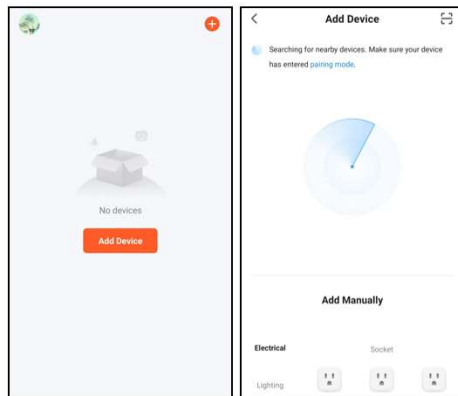 No devices
Add Device
Add Device
Searching for nearby devices. Make sure your device
has entered pairing mode.
Add Manually
Electrical
Socket
Lighting